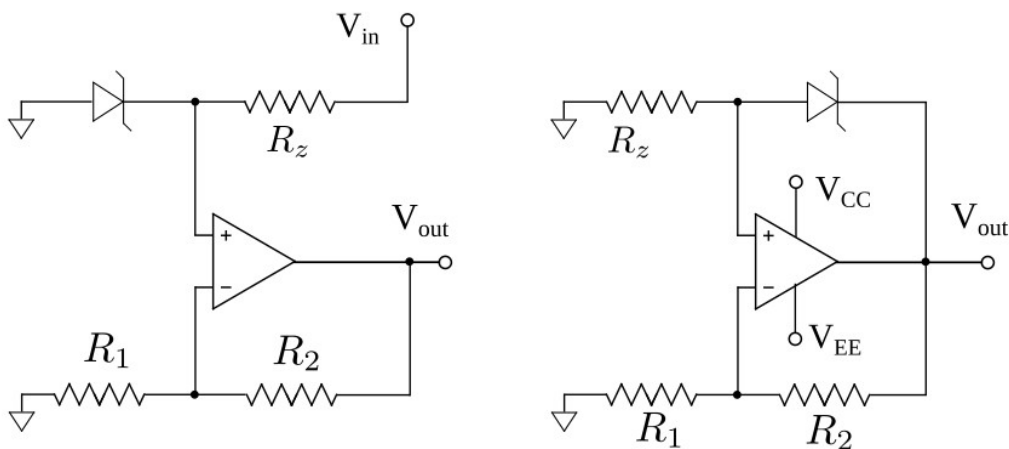 V_in
R_z
+
−
V_out
R_1
R_2
R_z
V_CC
+
−
V_out
V_EE
R_1
R_2